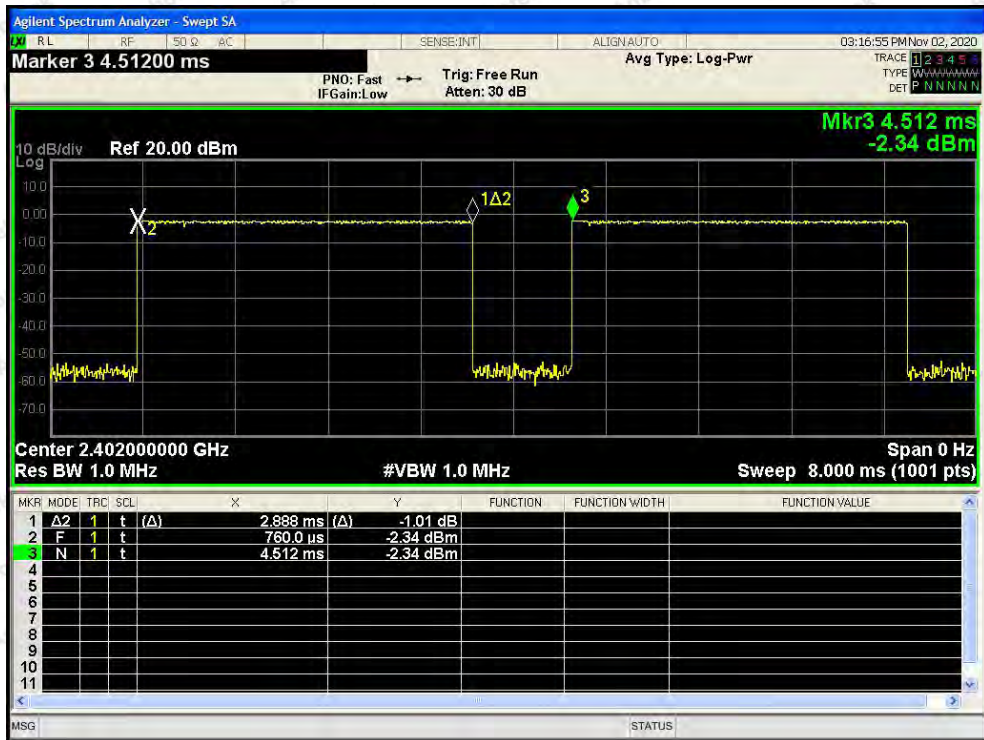 Agilent Spectrum Analyzer - Swept SA
LXI RL RF 50 Ω AC SENSE:INT ALIGNAUTO 03:16:55 PM Nov 02, 2020
Marker 3 4.51200 ms Avg Type: Log-Pwr TRACE 1 2 3 4 5 6
PNO: Fast Trig: Free Run TYPE WWWWWW
IFGain:Low Atten: 30 dB DET P N N N N N
Mkr3 4.512 ms
10 dB/div Ref 20.00 dBm -2.34 dBm
Log
10.0
1Δ2 3
0.00
2
-10.0
-20.0
-30.0
-40.0
-50.0
-60.0
-70.0
Center 2.402000000 GHz Span 0 Hz
Res BW 1.0 MHz #VBW 1.0 MHz Sweep 8.000 ms (1001 pts)
MKR MODE TRC SCL X Y FUNCTION FUNCTION WIDTH FUNCTION VALUE
1 Δ2 1 t (Δ) 2.888 ms (Δ) -1.01 dB
2 F 1 t 760.0 µs -2.34 dBm
3 N 1 t 4.512 ms -2.34 dBm
4
5
6
7
8
9
10
11
MSG STATUS